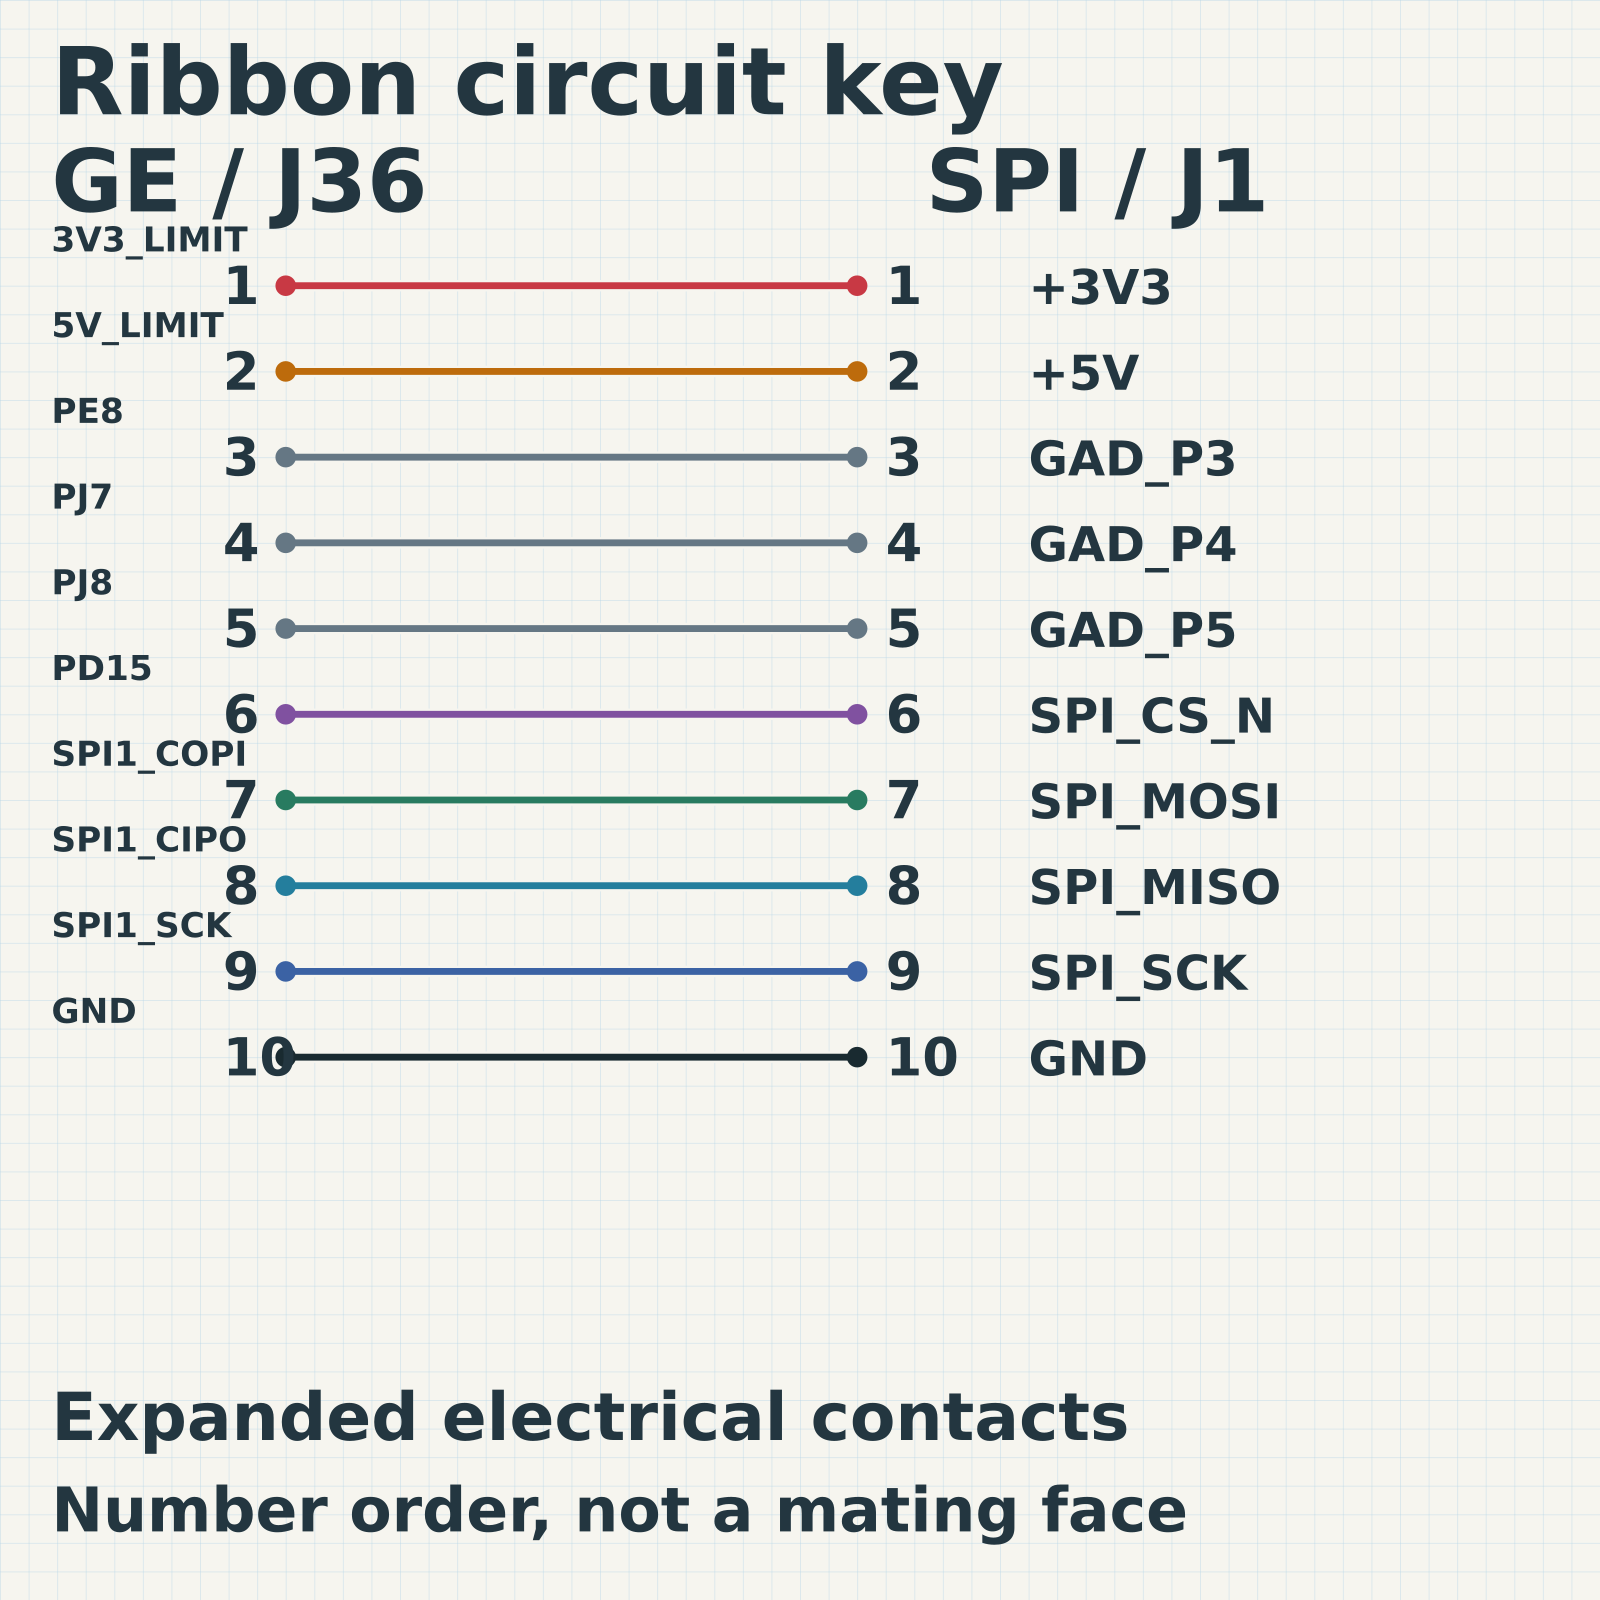 Ribbon circuit key
GE / J36 SPI / J1
3V3_LIMIT
1 1 +3V3
5V_LIMIT
2 2 +5V
PE8
3 3 GAD_P3
PJ7
4 4 GAD_P4
PJ8
5 5 GAD_P5
PD15
6 6 SPI_CS_N
SPI1_COPI
7 7 SPI_MOSI
SPI1_CIPO
8 8 SPI_MISO
SPI1_SCK
9 9 SPI_SCK
GND
10 10 GND
Expanded electrical contacts
Number order, not a mating face